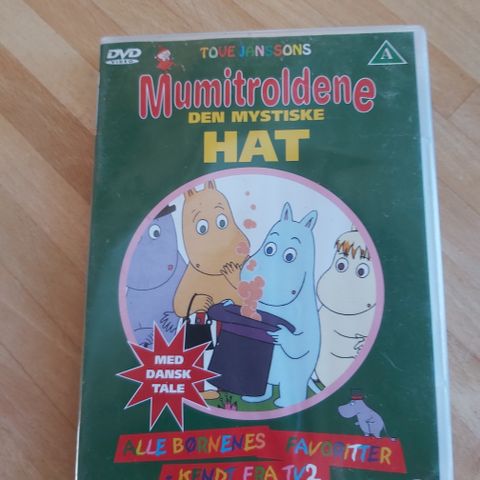 DVD
VIDEO
TOVE JANSSONS
A
Mumitroldene
DEN MYSTISKE
HAT
MED
DANSK
TALE
ALLE BØRNENES FAVORITTER
- KENDT FRA TV2